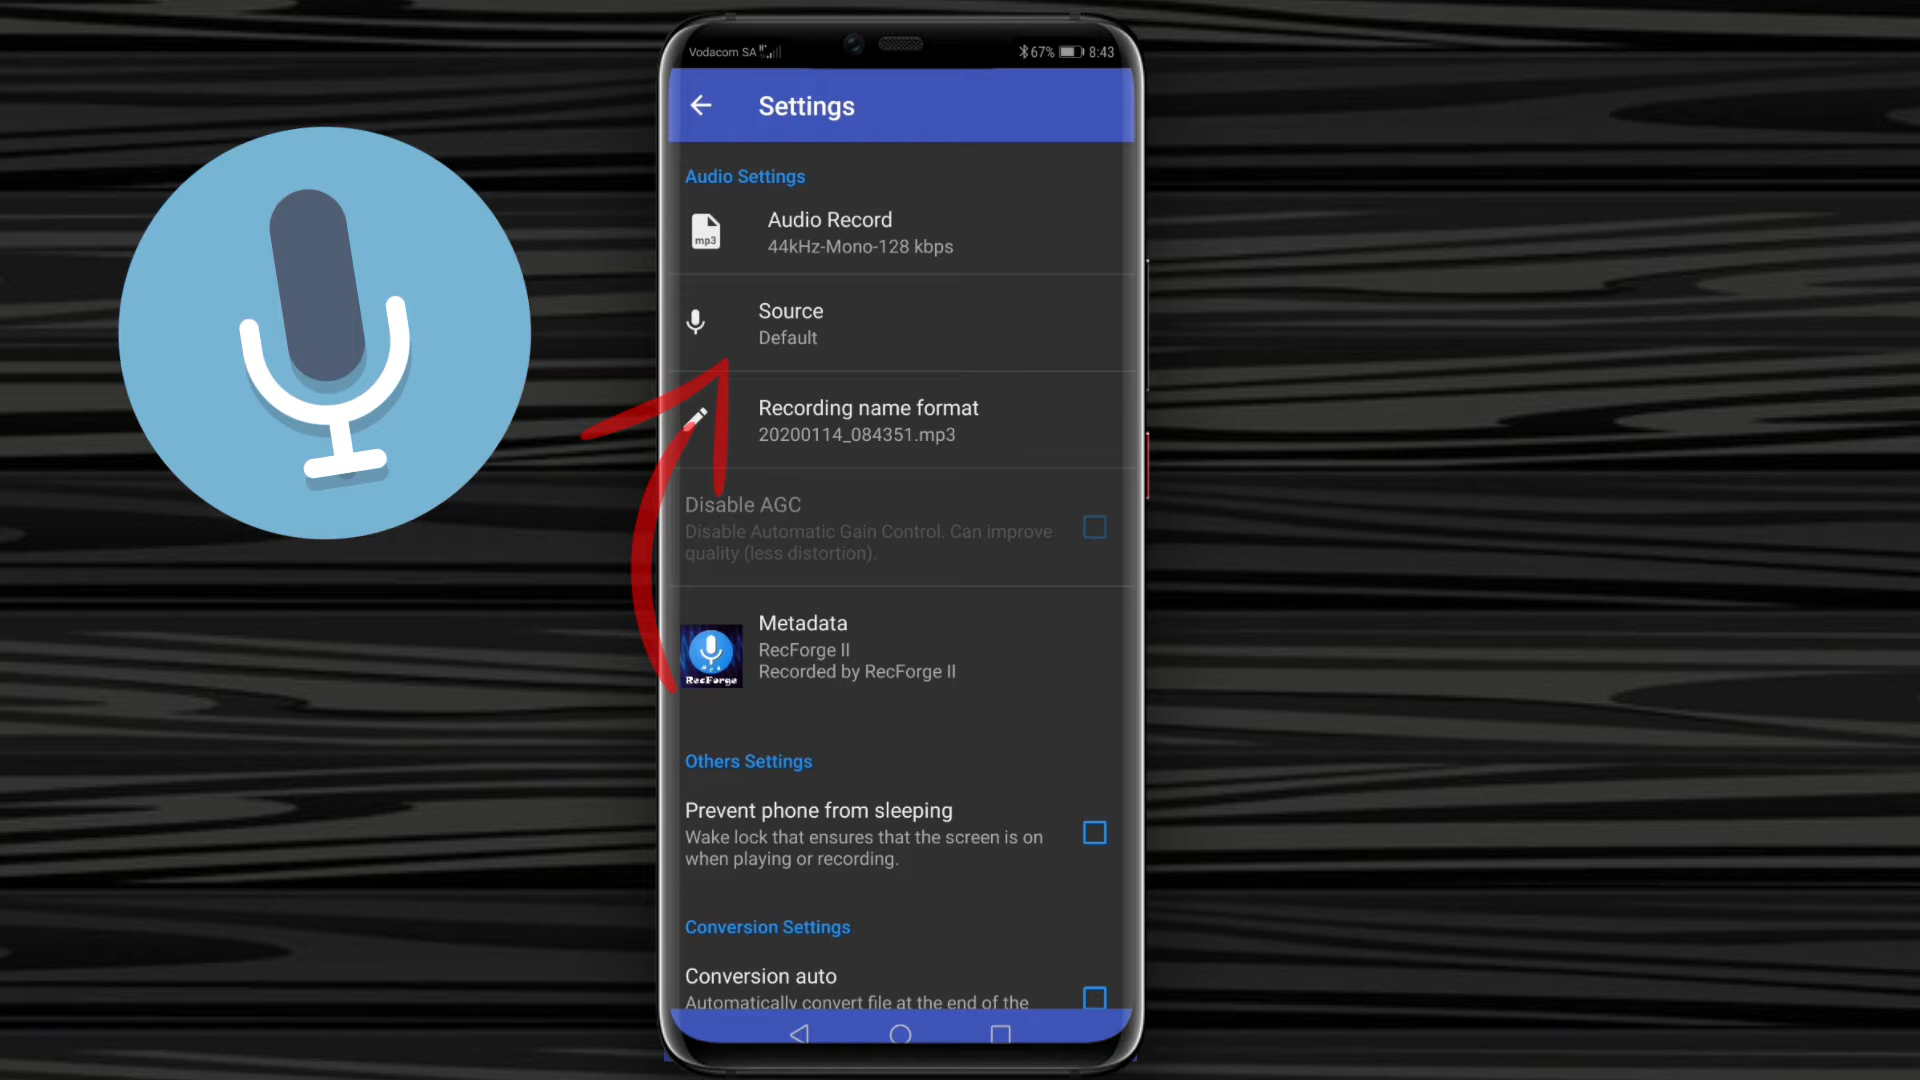 Vodacom SA
67% 8:43
Settings
Audio Settings
mp3
Audio Record
44kHz-Mono-128 kbps
Source
Default
Recording name format
20200114_084351.mp3
Disable AGC
Disable Automatic Gain Control. Can improve
quality (less distortion).
Metadata
RecForge II
Recorded by RecForge II
RecForge
Others Settings
Prevent phone from sleeping
Wake lock that ensures that the screen is on
when playing or recording.
Conversion Settings
Conversion auto
Automatically convert file at the end of the